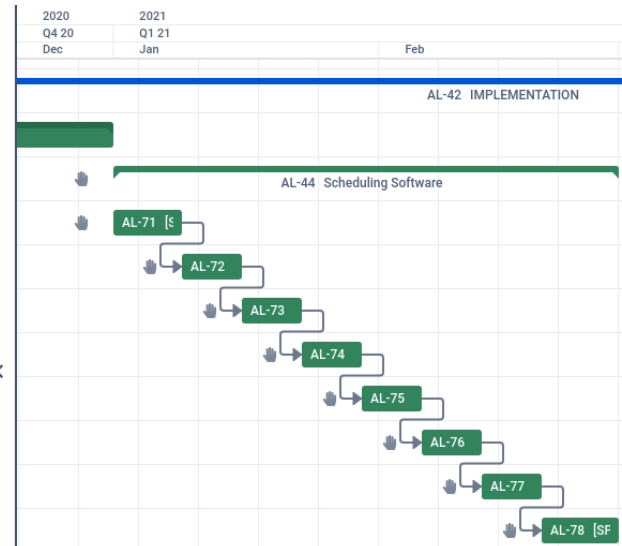 2020 2021
Q4 20 Q1 21
Dec Jan Feb
AL-42 IMPLEMENTATION
AL-44 Scheduling Software
AL-71 [S
AL-72
AL-73
AL-74
AL-75
AL-76
AL-77
AL-78 [SF